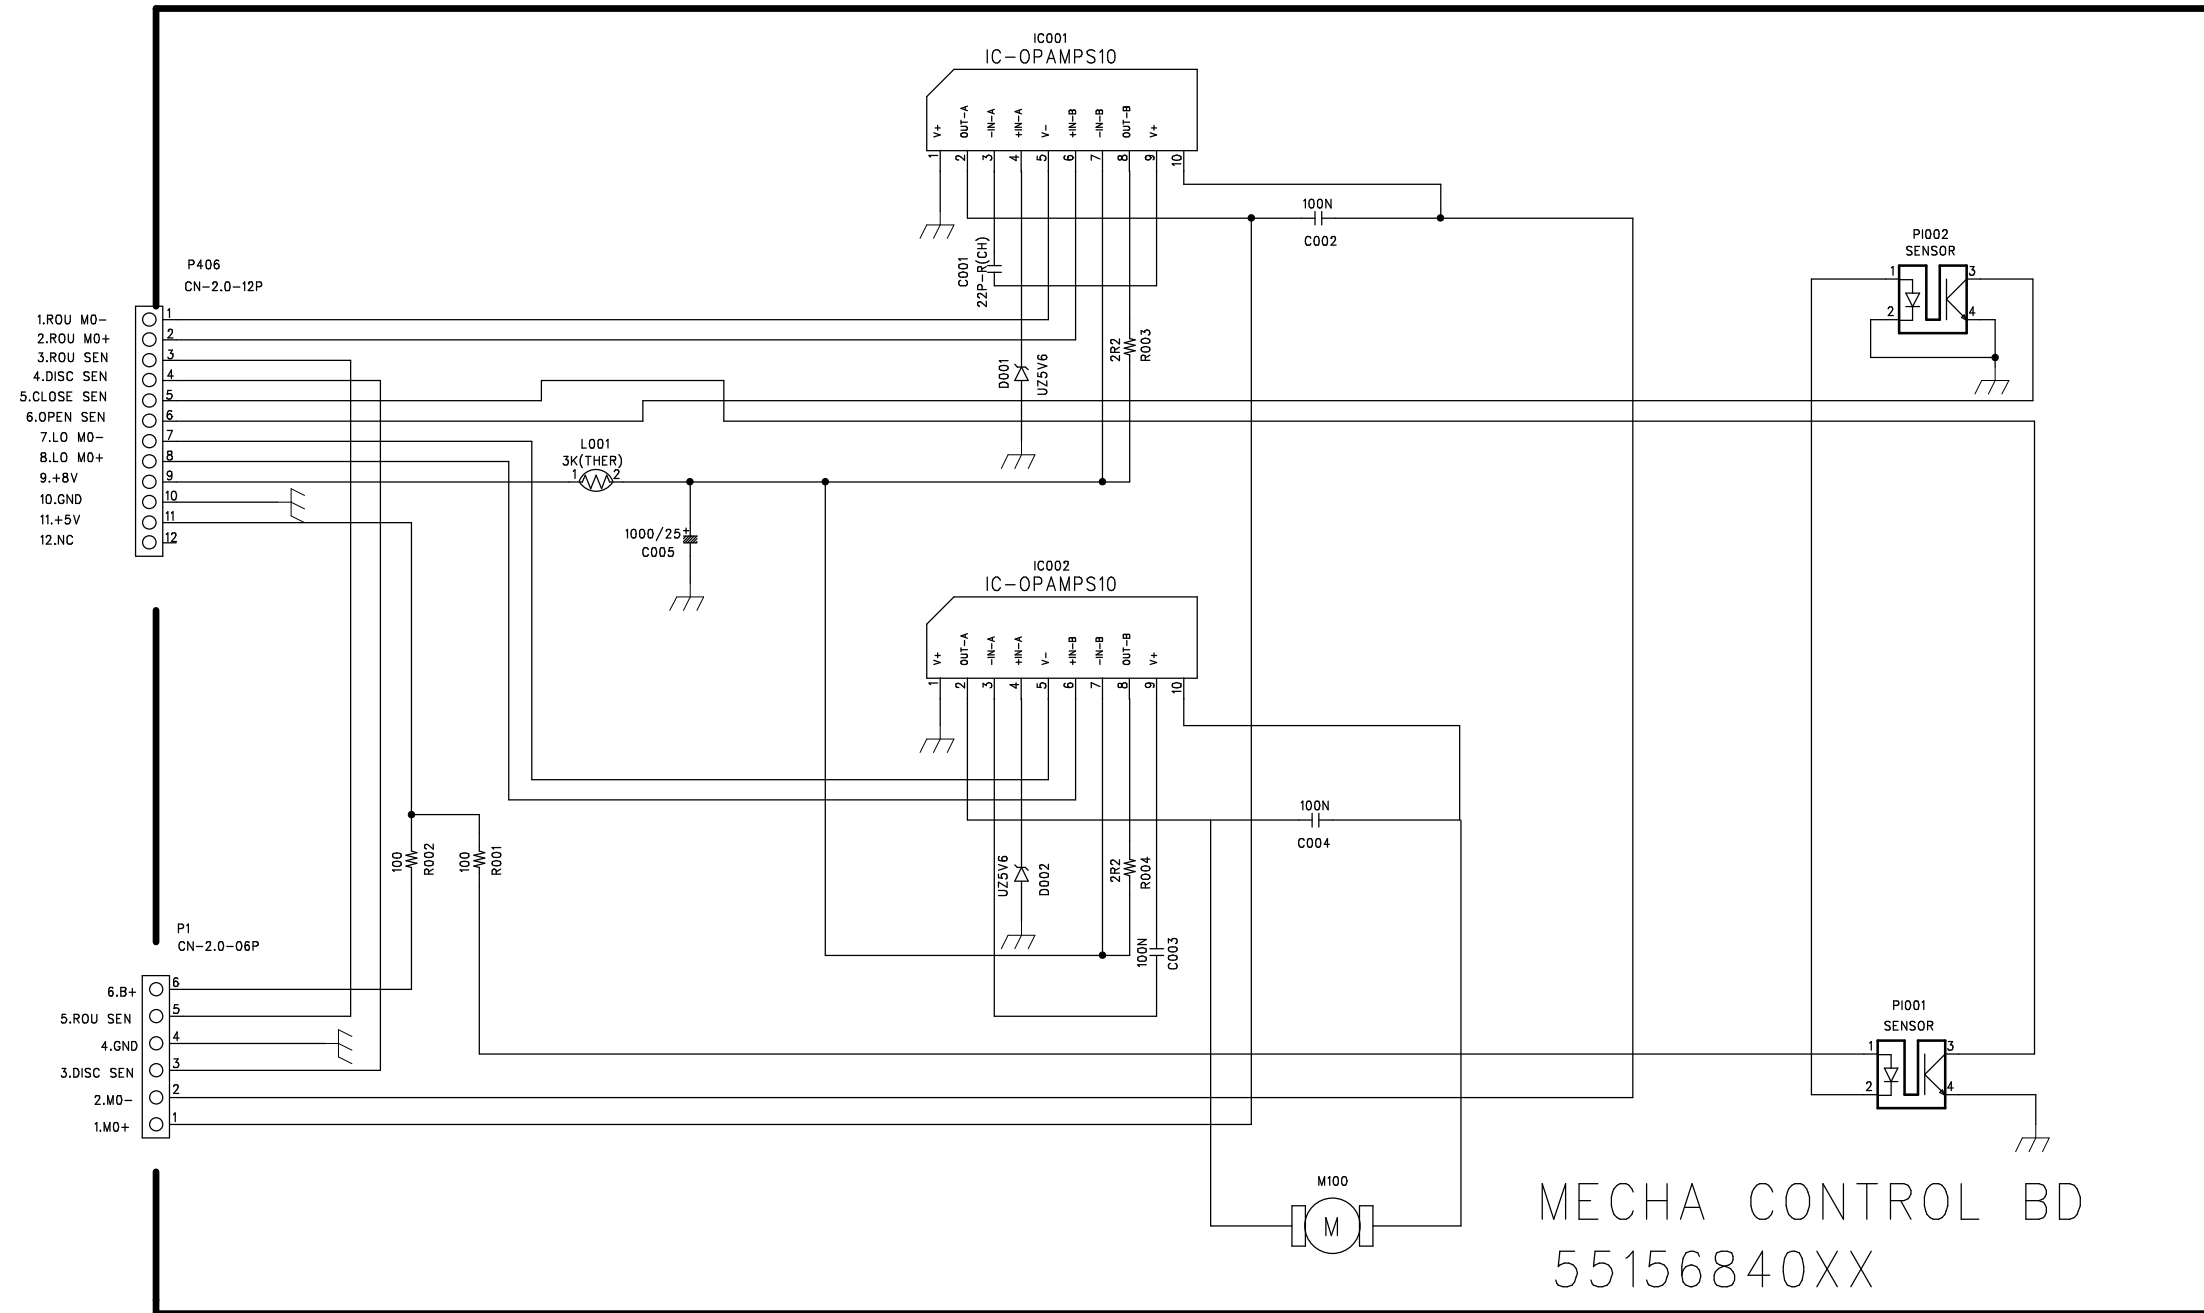 IC001
IC-OPAMPS10
V+ OUT-A -IN-A +IN-A V- +IN-B -IN-B OUT-B V+
1 2 3 4 5 6 7 8 9 10
100N
C002
C001
22P-R(CH)
PI002
SENSOR
1 3
2 4
P406
CN-2.0-12P
1.ROU MO- 1
2.ROU MO+ 2
3.ROU SEN 3
4.DISC SEN 4
5.CLOSE SEN 5
6.OPEN SEN 6
7.LO MO- 7
8.LO MO+ 8
9.+8V 9
10.GND 10
11.+5V 11
12.NC 12
D001
UZ5V6
2R2
R003
L001
3K(THER)
1 2
1000/25 +
C005
IC002
IC-OPAMPS10
V+ OUT-A -IN-A +IN-A V- +IN-B -IN-B OUT-B V+
1 2 3 4 5 6 7 8 9 10
100N
C004
100
R002
100
R001
UZ5V6
D002
2R2
R004
100N
C003
P1
CN-2.0-06P
6.B+ 6
5.ROU SEN 5
4.GND 4
3.DISC SEN 3
2.MO- 2
1.MO+ 1
PI001
SENSOR
1 3
2 4
M100
M
MECHA CONTROL BD
55156840XX